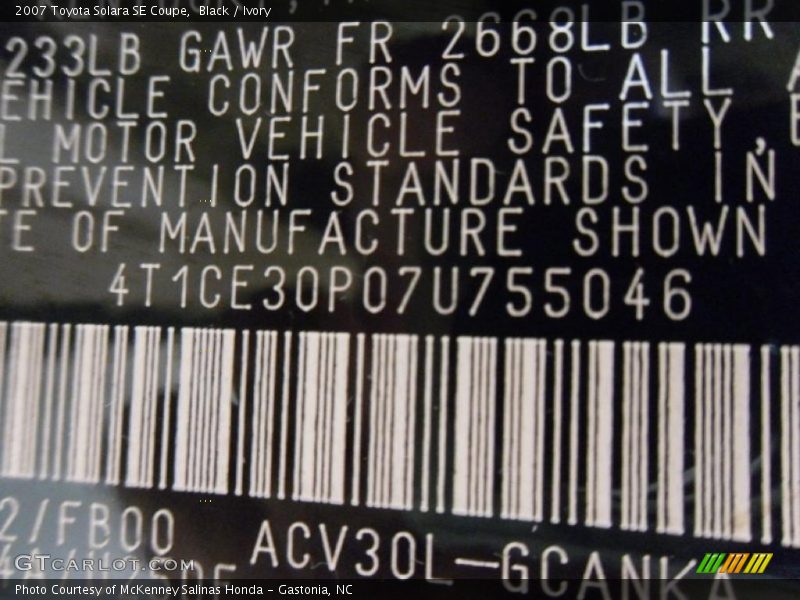 2007 Toyota Solara SE Coupe,  Black / Ivory
233LB GAWR FR 2668LB RR
EHICLE CONFORMS TO ALL A
L MOTOR VEHICLE SAFETY, B
PREVENTION STANDARDS IN
TE OF MANUFACTURE SHOWN
4T1CE30P07U755046
2/FB00 ACV30L-GCANKA
GTcarlot.com
Photo Courtesy of McKenney Salinas Honda - Gastonia, NC